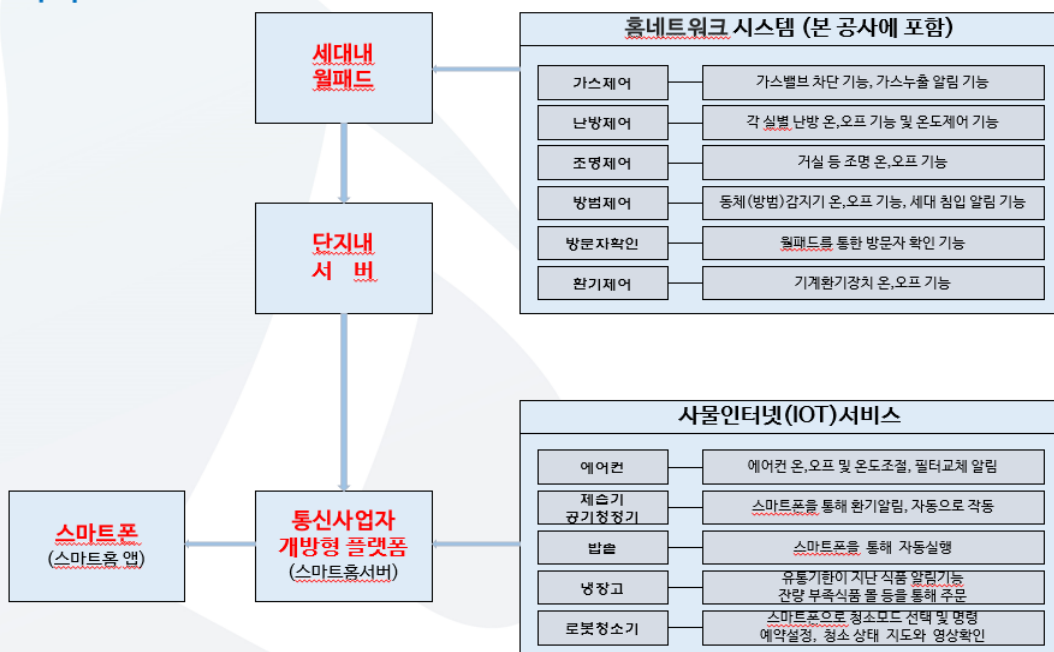 세대내
월패드
단지내
서 버
통신사업자
개방형 플랫폼
(스마트홈서버)
스마트폰
(스마트홈 앱)
홈네트워크 시스템 (본 공사에 포함)
가스제어
가스밸브 차단 기능, 가스누출 알림 기능
난방제어
각 실별 난방 온,오프 기능 및 온도제어 기능
조명제어
거실 등 조명 온,오프 기능
방범제어
동체(방범)감지기 온,오프 기능, 세대 침입 알림 기능
방문자확인
월패드를 통한 방문자 확인 기능
환기제어
기계환기장치 온,오프 기능
사물인터넷(IOT)서비스
에어컨
에어컨 온,오프 및 온도조절, 필터교체 알림
제습기
공기청정기
스마트폰을 통해 환기알림, 자동으로 작동
밥솥
스마트폰을 통해 자동실행
냉장고
유통기한이 지난 식품 알림기능
잔량 부족식품 몰 등을 통해 주문
로봇청소기
스마트폰으로 청소모드 선택 및 명령
예약설정, 청소 상태 지도와 영상확인